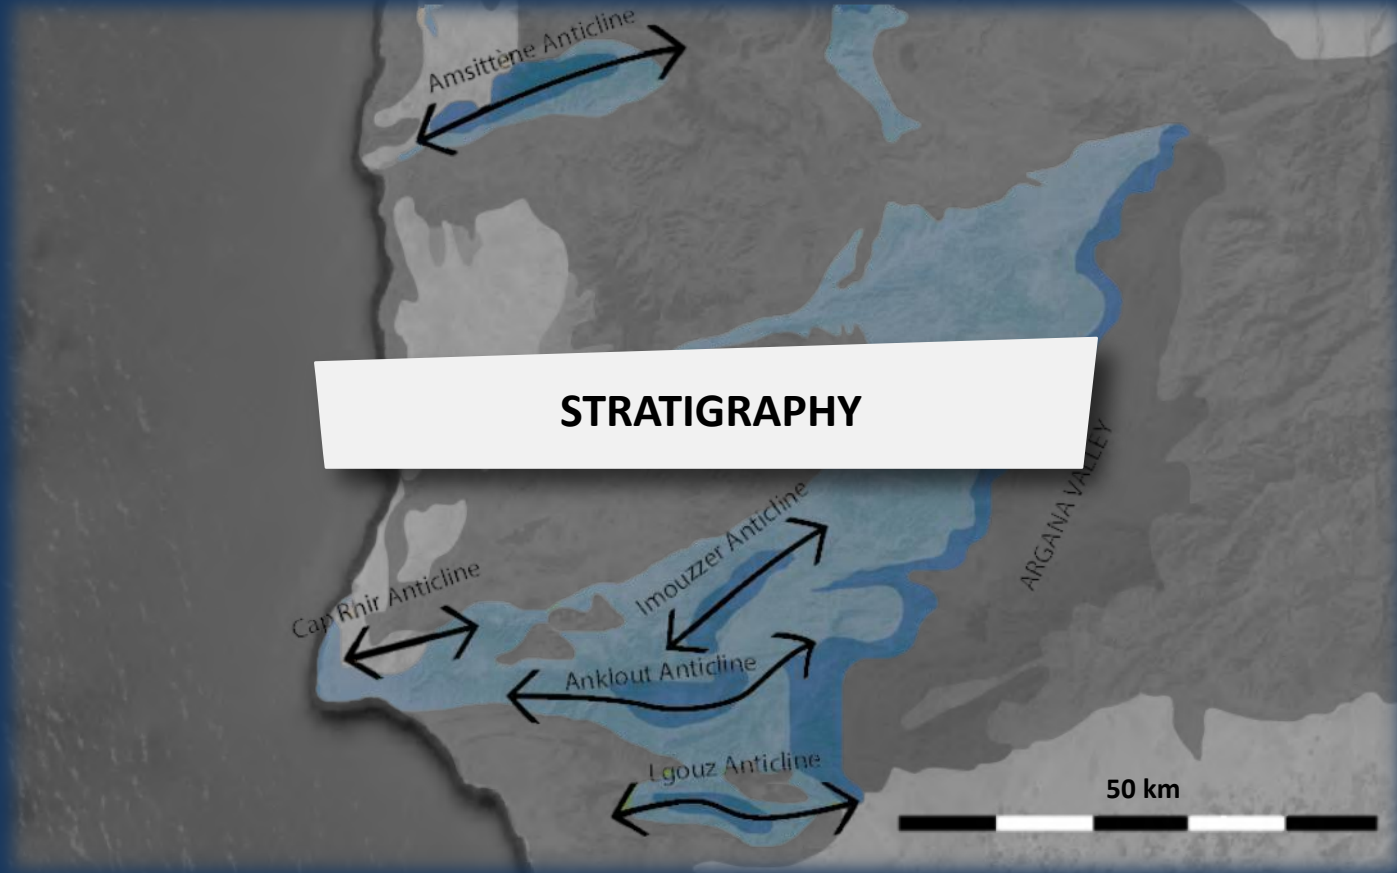 Amsittène Anticline
STRATIGRAPHY
ARGANA VALLEY
Imouzzer Anticline
Cap Rhir Anticline
Anklout Anticline
Lgouz Anticline
50 km